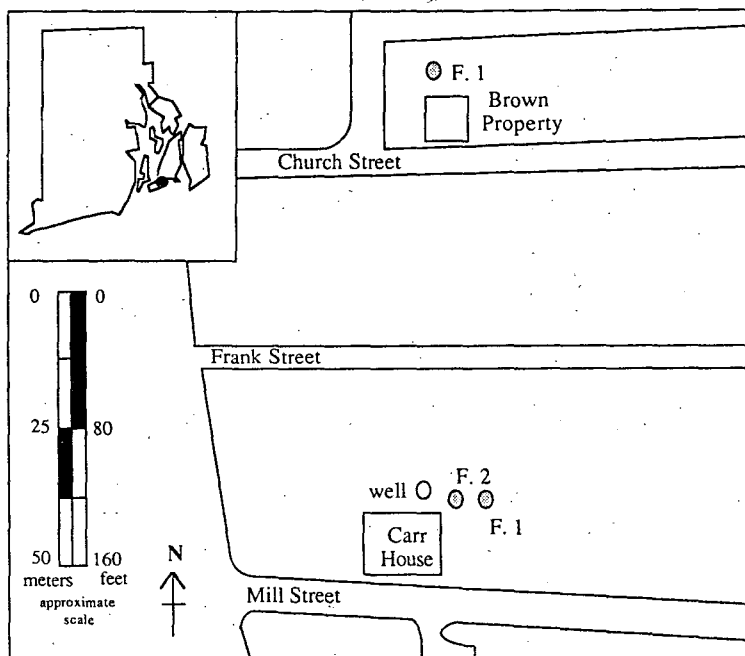 F. 1
Brown
Property
Church Street
0 0
Frank Street
25 80
F. 2
well
F. 1
Carr
House
50 160
meters feet
approximate
scale
N
Mill Street